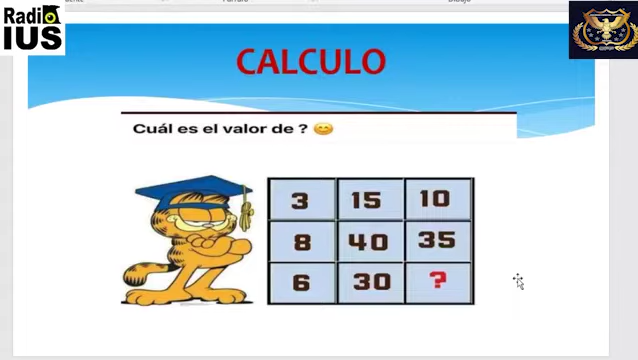 Radio
IUS
CALCULO
Cuál es el valor de ? 😊
3 15 10
8 40 35
6 30 ?